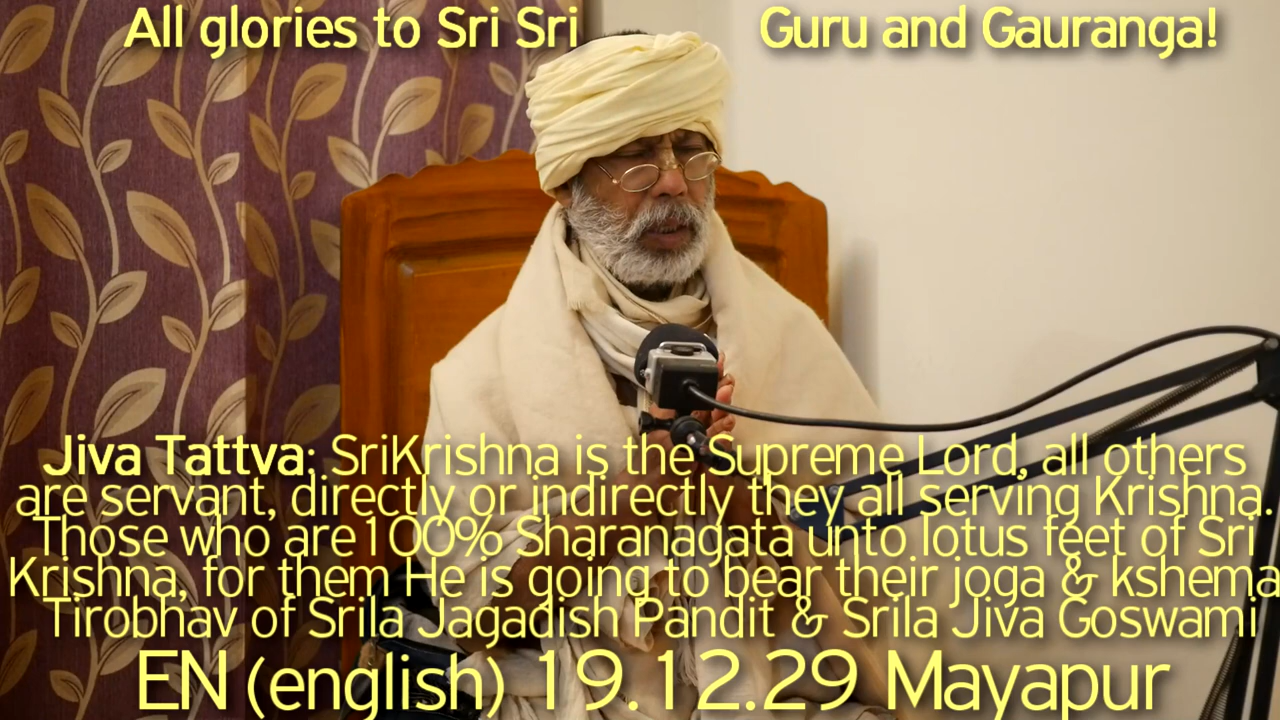 All glories to Sri Sri Guru and Gauranga!
Jiva Tattva: SriKrishna is the Supreme Lord, all others
are servant, directly or indirectly they all serving Krishna.
Those who are100% Sharanagata unto lotus feet of Sri
Krishna, for them He is going to bear their joga & kshema
Tirobhav of Srila Jagadish Pandit & Srila Jiva Goswami
EN (english) 19.12.29 Mayapur